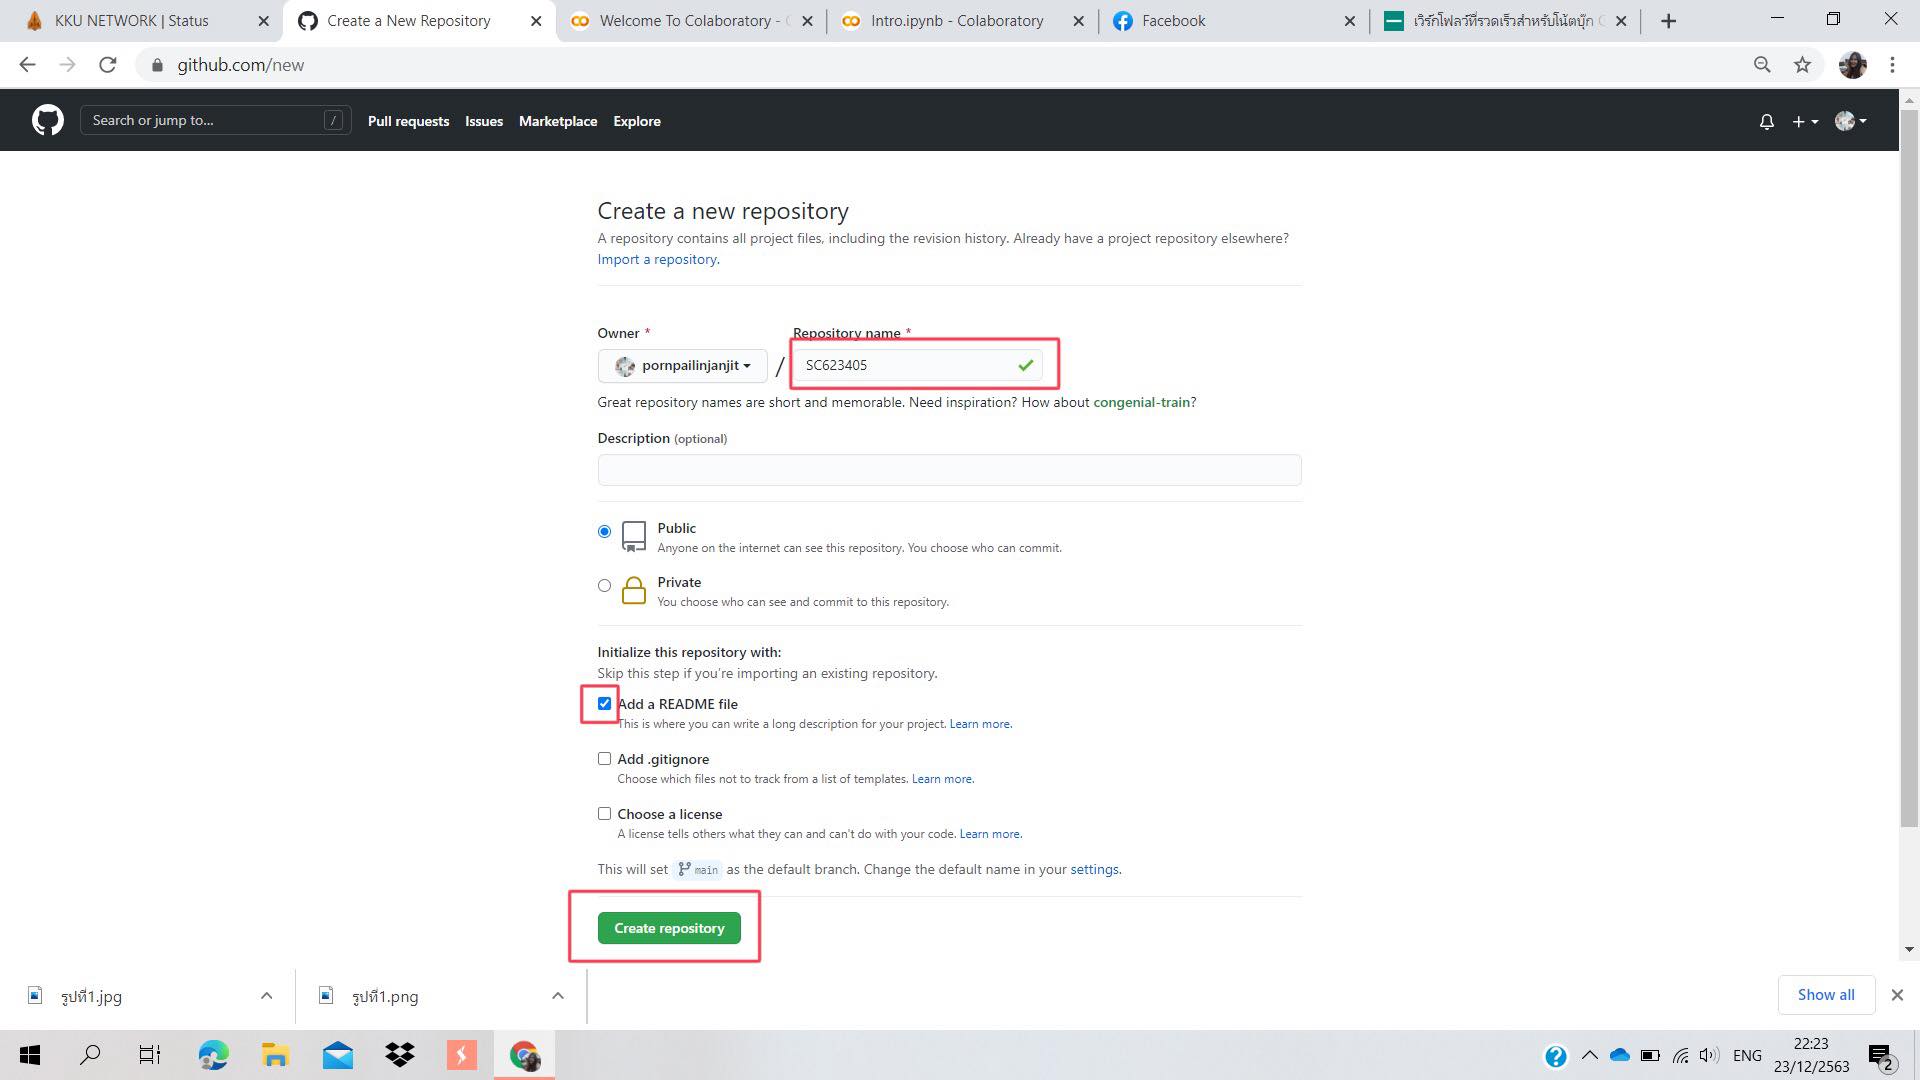 KKU NETWORK | Status
Create a New Repository
Welcome To Colaboratory -
Intro.ipynb - Colaboratory
Facebook
เวิร์กโฟลว์ที่รวดเร็วสำหรับโน้ตบุ๊ก
github.com/new
Search or jump to...
/
Pull requests
Issues
Marketplace
Explore
Create a new repository
A repository contains all project files, including the revision history. Already have a project repository elsewhere?
Import a repository.
Owner *
Repository name *
pornpailinjanjit
/
SC623405
Great repository names are short and memorable. Need inspiration? How about congenial-train?
Description (optional)
Public
Anyone on the internet can see this repository. You choose who can commit.
Private
You choose who can see and commit to this repository.
Initialize this repository with:
Skip this step if you're importing an existing repository.
Add a README file
This is where you can write a long description for your project. Learn more.
Add .gitignore
Choose which files not to track from a list of templates. Learn more.
Choose a license
A license tells others what they can and can't do with your code. Learn more.
This will set main as the default branch. Change the default name in your settings.
Create repository
รูปที่1.jpg
รูปที่1.png
Show all
ENG
22:23
23/12/2563
2